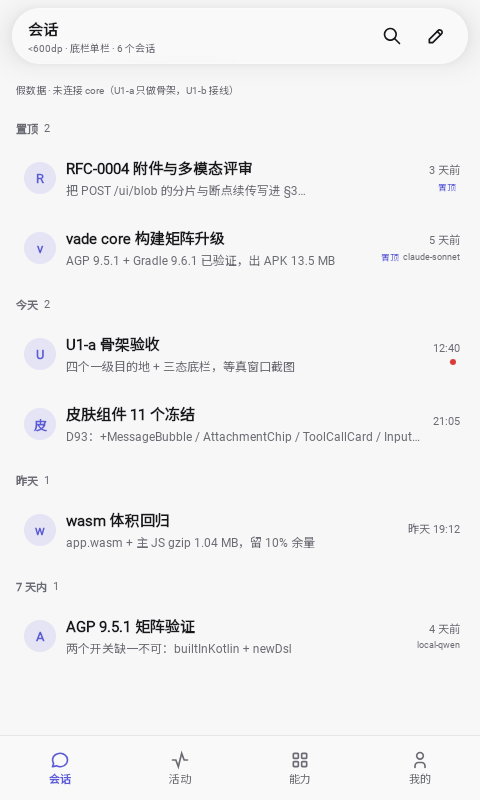 会话
<600dp · 底栏单栏 · 6 个会话
假数据 · 未连接 core（U1-a 只做骨架，U1-b 接线）
置顶 2
R
RFC-0004 附件与多模态评审
3 天前
把 POST /ui/blob 的分片与断点续传写进 §3…
置顶
v
vade core 构建矩阵升级
5 天前
AGP 9.5.1 + Gradle 9.6.1 已验证，出 APK 13.5 MB
置顶 claude-sonnet
今天 2
U
U1-a 骨架验收
12:40
四个一级目的地 + 三态底栏，等真窗口截图
皮
皮肤组件 11 个冻结
21:05
D93：+MessageBubble / AttachmentChip / ToolCallCard / Input…
昨天 1
w
wasm 体积回归
昨天 19:12
app.wasm + 主 JS gzip 1.04 MB，留 10% 余量
7 天内 1
A
AGP 9.5.1 矩阵验证
4 天前
两个开关缺一不可：builtInKotlin + newDsl
local-qwen
会话
活动
能力
我的